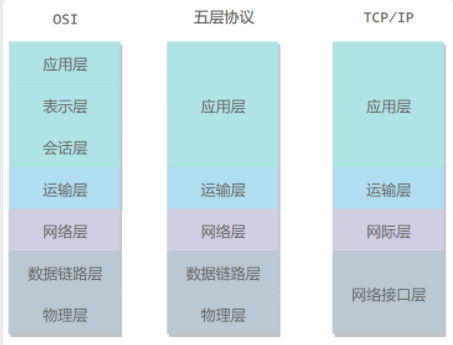 OSI
五层协议
TCP/IP
应用层
表示层
会话层
运输层
网络层
数据链路层
物理层
应用层
运输层
网络层
数据链路层
物理层
应用层
运输层
网际层
网络接口层